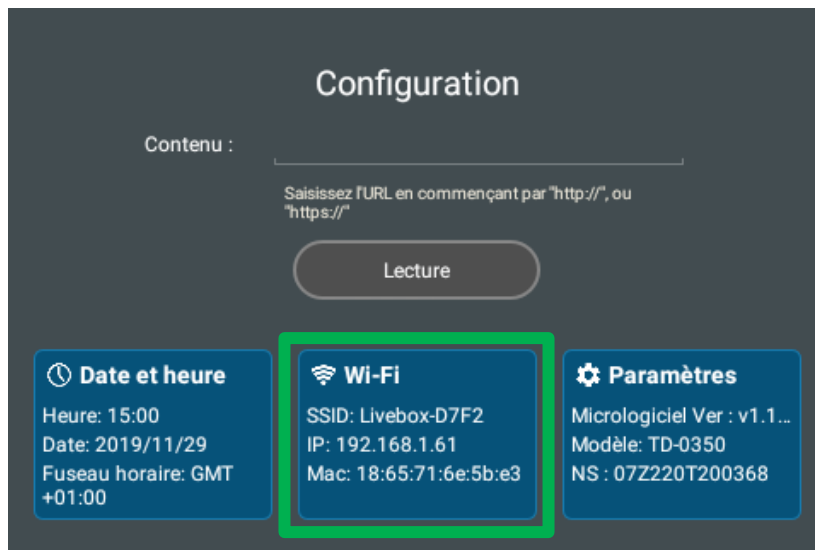 Configuration
Contenu :
Saisissez l'URL en commençant par "http://", ou
"https://"
Lecture
Date et heure
Heure: 15:00
Date: 2019/11/29
Fuseau horaire: GMT
+01:00
Wi-Fi
SSID: Livebox-D7F2
IP: 192.168.1.61
Mac: 18:65:71:6e:5b:e3
Paramètres
Micrologiciel Ver : v1.1...
Modèle: TD-0350
NS : 07Z220T200368